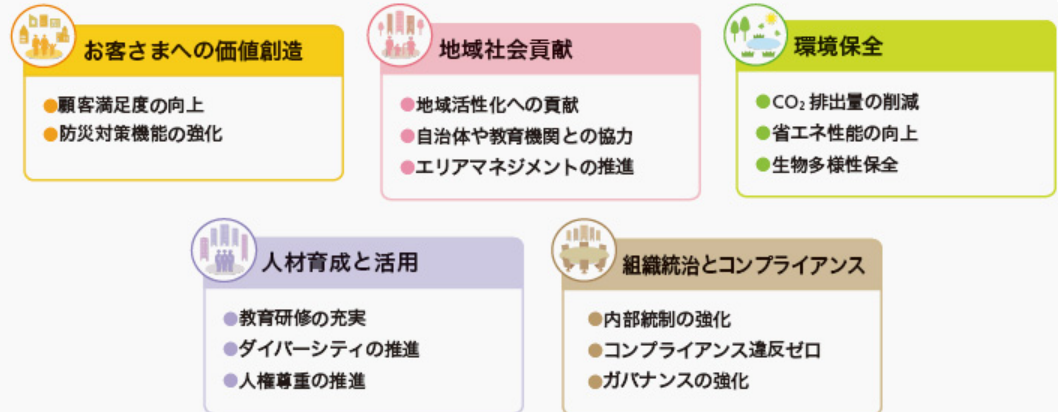 お客さまへの価値創造
●顧客満足度の向上
●防災対策機能の強化
地域社会貢献
●地域活性化への貢献
●自治体や教育機関との協力
●エリアマネジメントの推進
環境保全
●CO₂排出量の削減
●省エネ性能の向上
●生物多様性保全
人材育成と活用
●教育研修の充実
●ダイバーシティの推進
●人権尊重の推進
組織統治とコンプライアンス
●内部統制の強化
●コンプライアンス違反ゼロ
●ガバナンスの強化